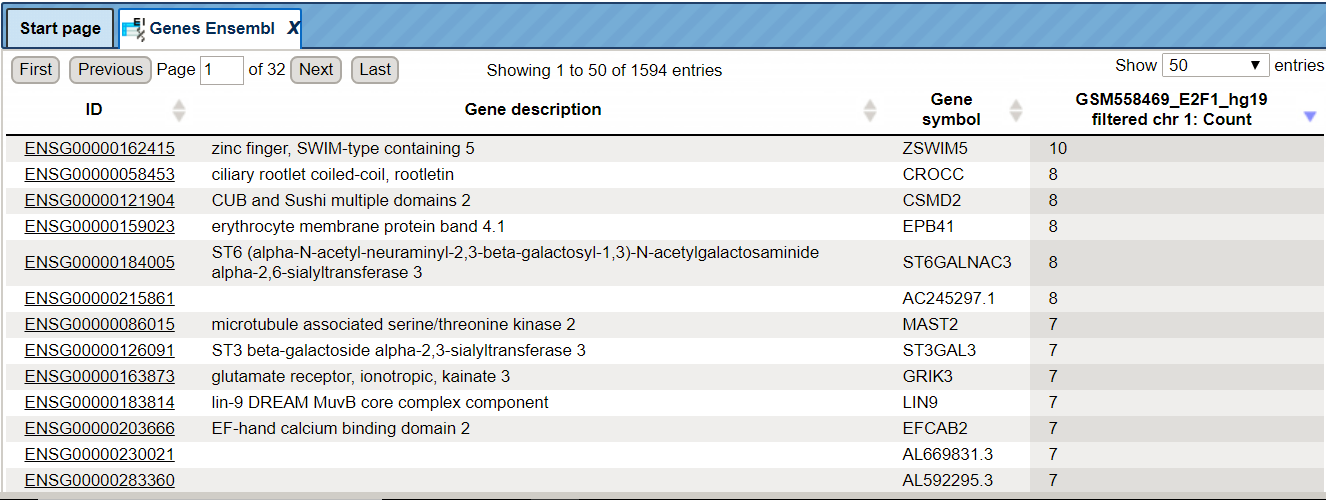 Start page
EI
Genes Ensembl X
First Previous Page 1 of 32 Next Last
Showing 1 to 50 of 1594 entries
Show 50 entries
ID Gene description Gene symbol GSM558469_E2F1_hg19 filtered chr 1: Count
ENSG00000162415 zinc finger, SWIM-type containing 5 ZSWIM5 10
ENSG00000058453 ciliary rootlet coiled-coil, rootletin CROCC 8
ENSG00000121904 CUB and Sushi multiple domains 2 CSMD2 8
ENSG00000159023 erythrocyte membrane protein band 4.1 EPB41 8
ENSG00000184005 ST6 (alpha-N-acetyl-neuraminyl-2,3-beta-galactosyl-1,3)-N-acetylgalactosaminide
alpha-2,6-sialyltransferase 3 ST6GALNAC3 8
ENSG00000215861 AC245297.1 8
ENSG00000086015 microtubule associated serine/threonine kinase 2 MAST2 7
ENSG00000126091 ST3 beta-galactoside alpha-2,3-sialyltransferase 3 ST3GAL3 7
ENSG00000163873 glutamate receptor, ionotropic, kainate 3 GRIK3 7
ENSG00000183814 lin-9 DREAM MuvB core complex component LIN9 7
ENSG00000203666 EF-hand calcium binding domain 2 EFCAB2 7
ENSG00000230021 AL669831.3 7
ENSG00000283360 AL592295.3 7